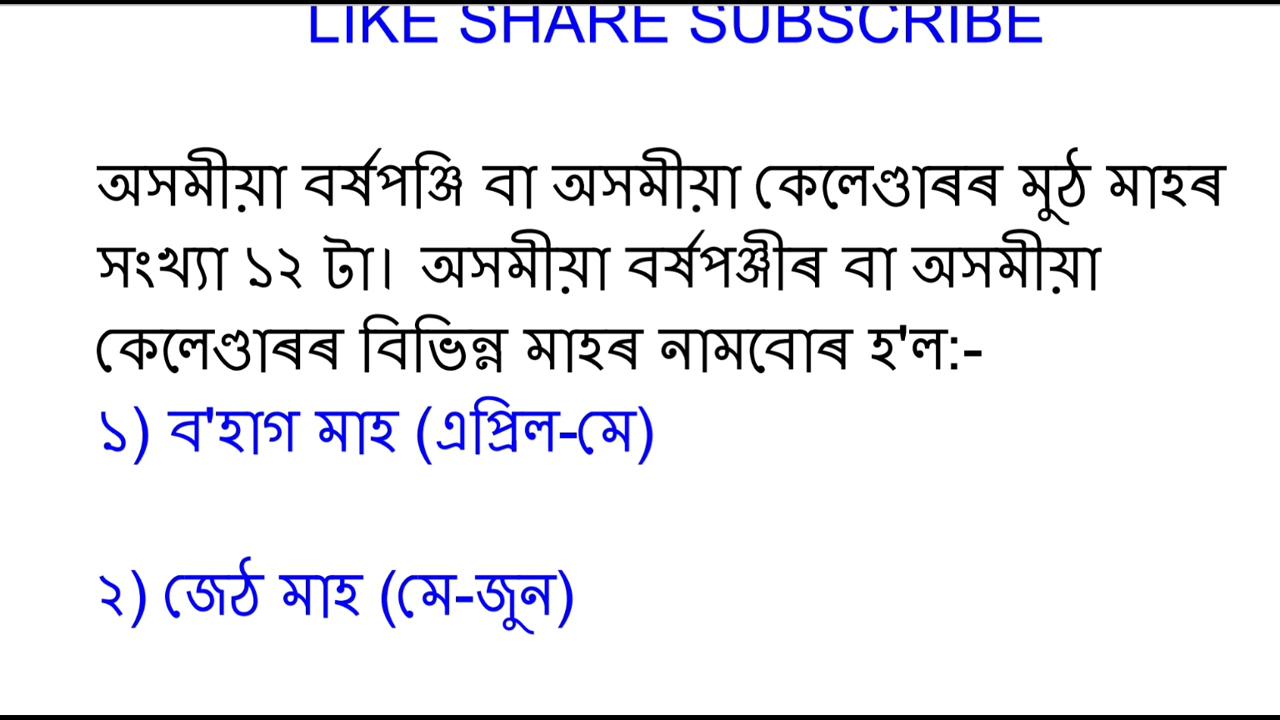 LIKE SHARE SUBSCRIBE
অসমীয়া বৰ্ষপঞ্জি বা অসমীয়া কেলেণ্ডাৰৰ মুঠ মাহৰ
সংখ্যা ১২ টা। অসমীয়া বৰ্ষপঞ্জীৰ বা অসমীয়া
কেলেণ্ডাৰৰ বিভিন্ন মাহৰ নামবোৰ হ'ল:-
১) ব'হাগ মাহ (এপ্ৰিল-মে)
২) জেঠ মাহ (মে-জুন)